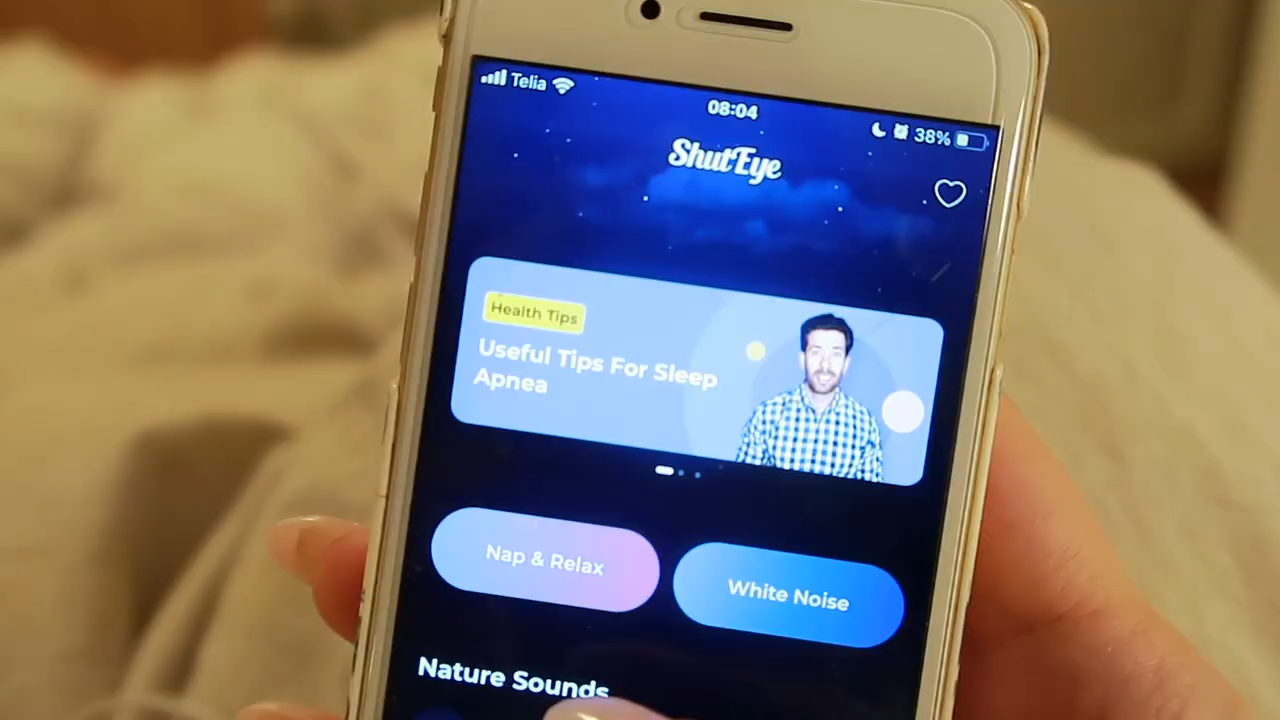 Telia
08:04
38%
ShutEye
Health Tips
Useful Tips For Sleep
Apnea
Nap & Relax
White Noise
Nature Sounds